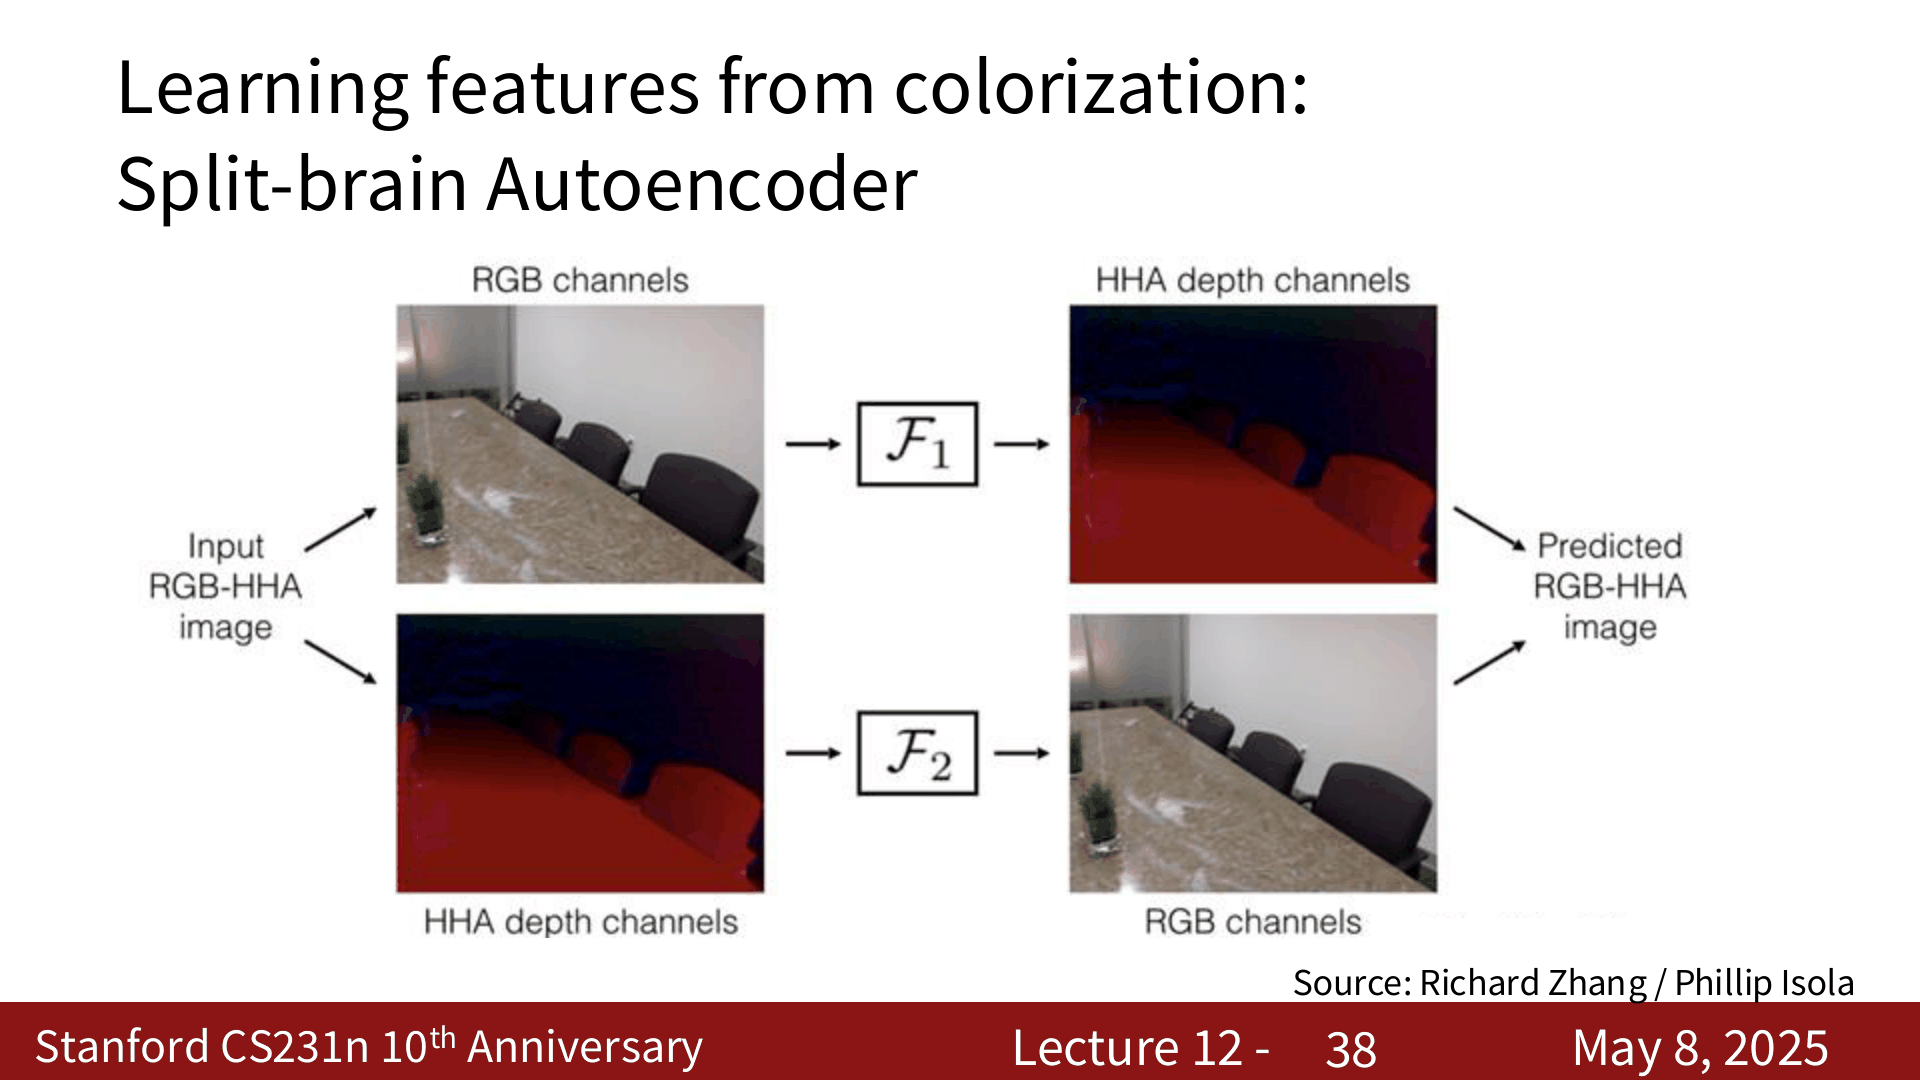 Learning features from colorization:
Split-brain Autoencoder
RGB channels
HHA depth channels
Input
RGB-HHA
image
F1
F2
Predicted
RGB-HHA
image
HHA depth channels
RGB channels
Source: Richard Zhang / Phillip Isola
Stanford CS231n 10th Anniversary
Lecture 12 - 38
May 8, 2025